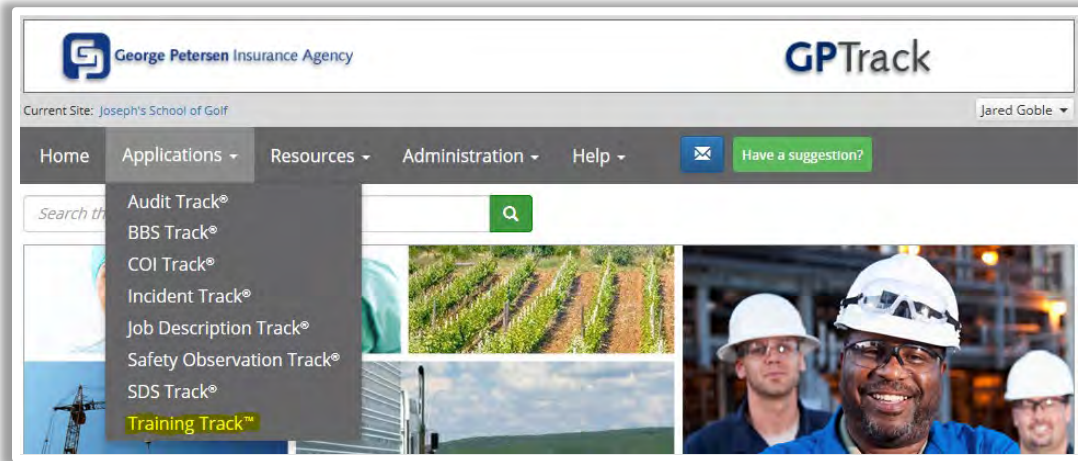 George Petersen Insurance Agency
GPTrack
Current Site: Joseph's School of Golf
Jared Goble
Home Applications Resources Administration Help Have a suggestion?
Search th
Audit Track®
BBS Track®
COI Track®
Incident Track®
Job Description Track®
Safety Observation Track®
SDS Track®
Training Track™